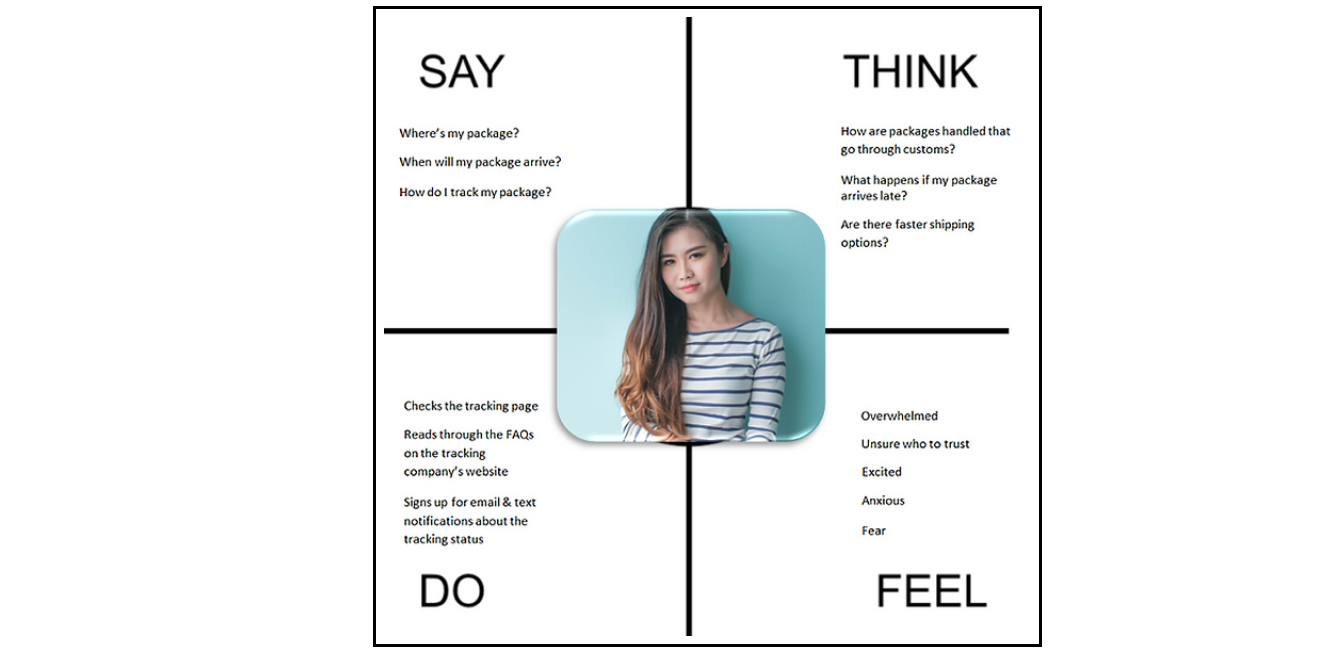 SAY
Where's my package?
When will my package arrive?
How do I track my package?
THINK
How are packages handled that
go through customs?
What happens if my package
arrives late?
Are there faster shipping
options?
Checks the tracking page
Reads through the FAQs
on the tracking
company's website
Signs up for email & text
notifications about the
tracking status
DO
Overwhelmed
Unsure who to trust
Excited
Anxious
Fear
FEEL